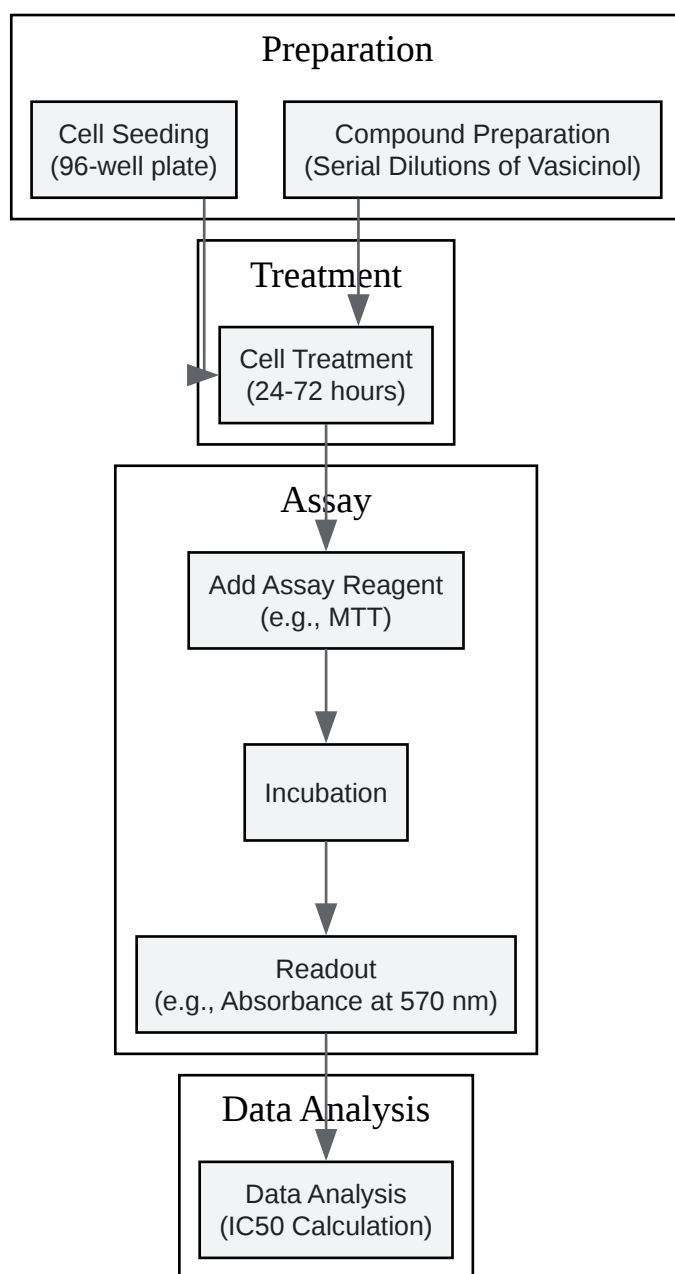 Preparation
Cell Seeding
(96-well plate)
Compound Preparation
(Serial Dilutions of Vasicinol)
Treatment
Cell Treatment
(24-72 hours)
Assay
Add Assay Reagent
(e.g., MTT)
Incubation
Readout
(e.g., Absorbance at 570 nm)
Data Analysis
Data Analysis
(IC50 Calculation)